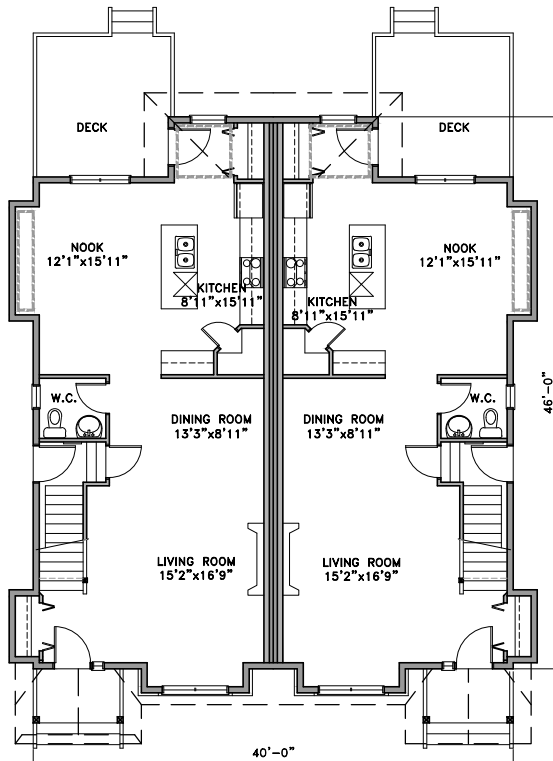 DECK
DECK
NOOK
12'1"x15'11"
NOOK
12'1"x15'11"
KITCHEN
8'11"x15'11"
KITCHEN
8'11"x15'11"
W.C.
W.C.
46'-0"
DINING ROOM
13'3"x8'11"
DINING ROOM
13'3"x8'11"
LIVING ROOM
15'2"x16'9"
LIVING ROOM
15'2"x16'9"
40'-0"